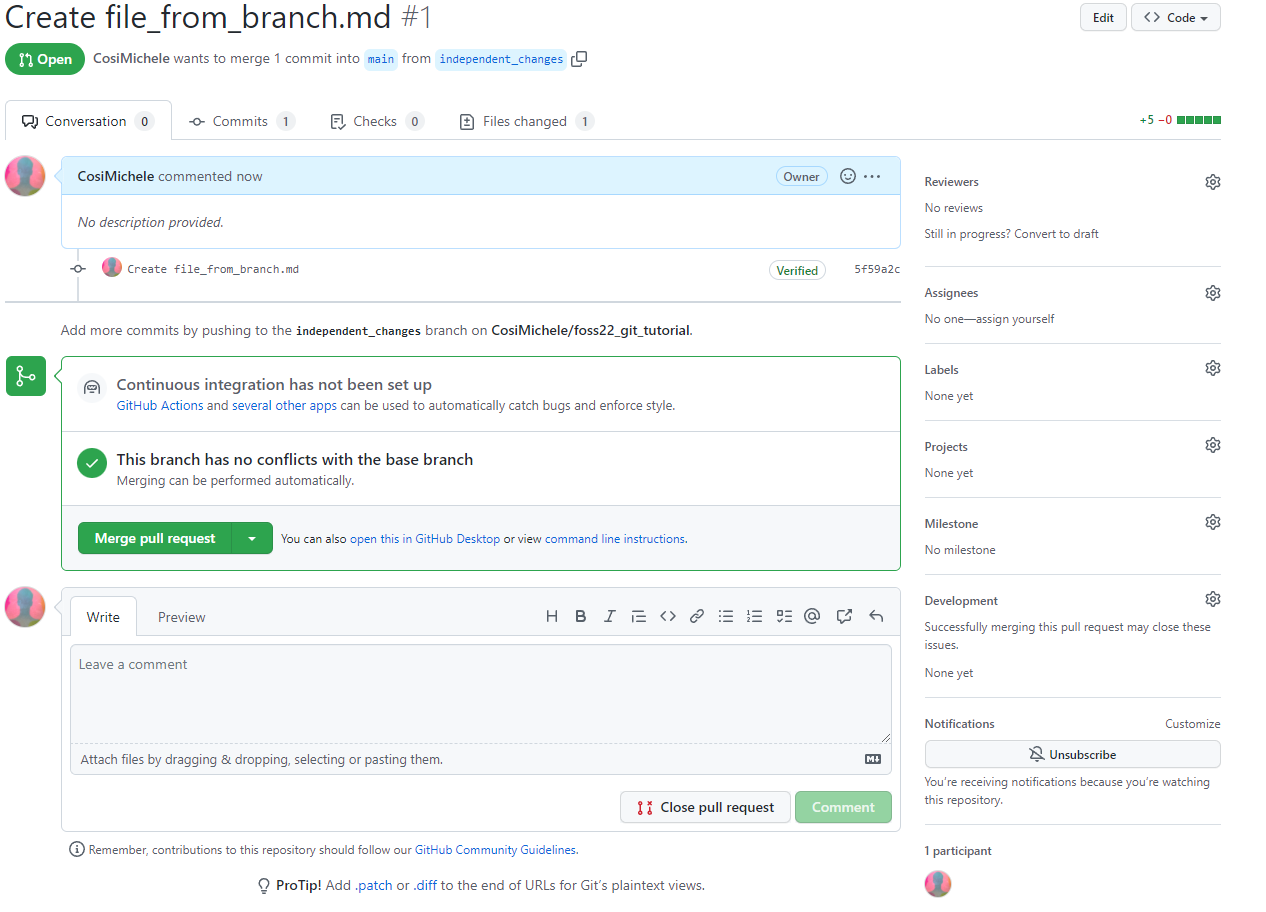 Create file_from_branch.md #1
Edit
Code
Open
CosiMichele wants to merge 1 commit into main from independent_changes
Conversation 0
Commits 1
Checks 0
Files changed 1
+5 −0
CosiMichele commented now
Owner
No description provided.
Create file_from_branch.md
Verified
5f59a2c
Add more commits by pushing to the independent_changes branch on CosiMichele/foss22_git_tutorial.
Continuous integration has not been set up
GitHub Actions and several other apps can be used to automatically catch bugs and enforce style.
This branch has no conflicts with the base branch
Merging can be performed automatically.
Merge pull request
You can also open this in GitHub Desktop or view command line instructions.
Write
Preview
Leave a comment
Attach files by dragging & dropping, selecting or pasting them.
Close pull request
Comment
Remember, contributions to this repository should follow our GitHub Community Guidelines.
ProTip! Add .patch or .diff to the end of URLs for Git’s plaintext views.
Reviewers
No reviews
Still in progress? Convert to draft
Assignees
No one—assign yourself
Labels
None yet
Projects
None yet
Milestone
No milestone
Development
Successfully merging this pull request may close these
issues.
None yet
Notifications
Customize
Unsubscribe
You’re receiving notifications because you’re watching
this repository.
1 participant